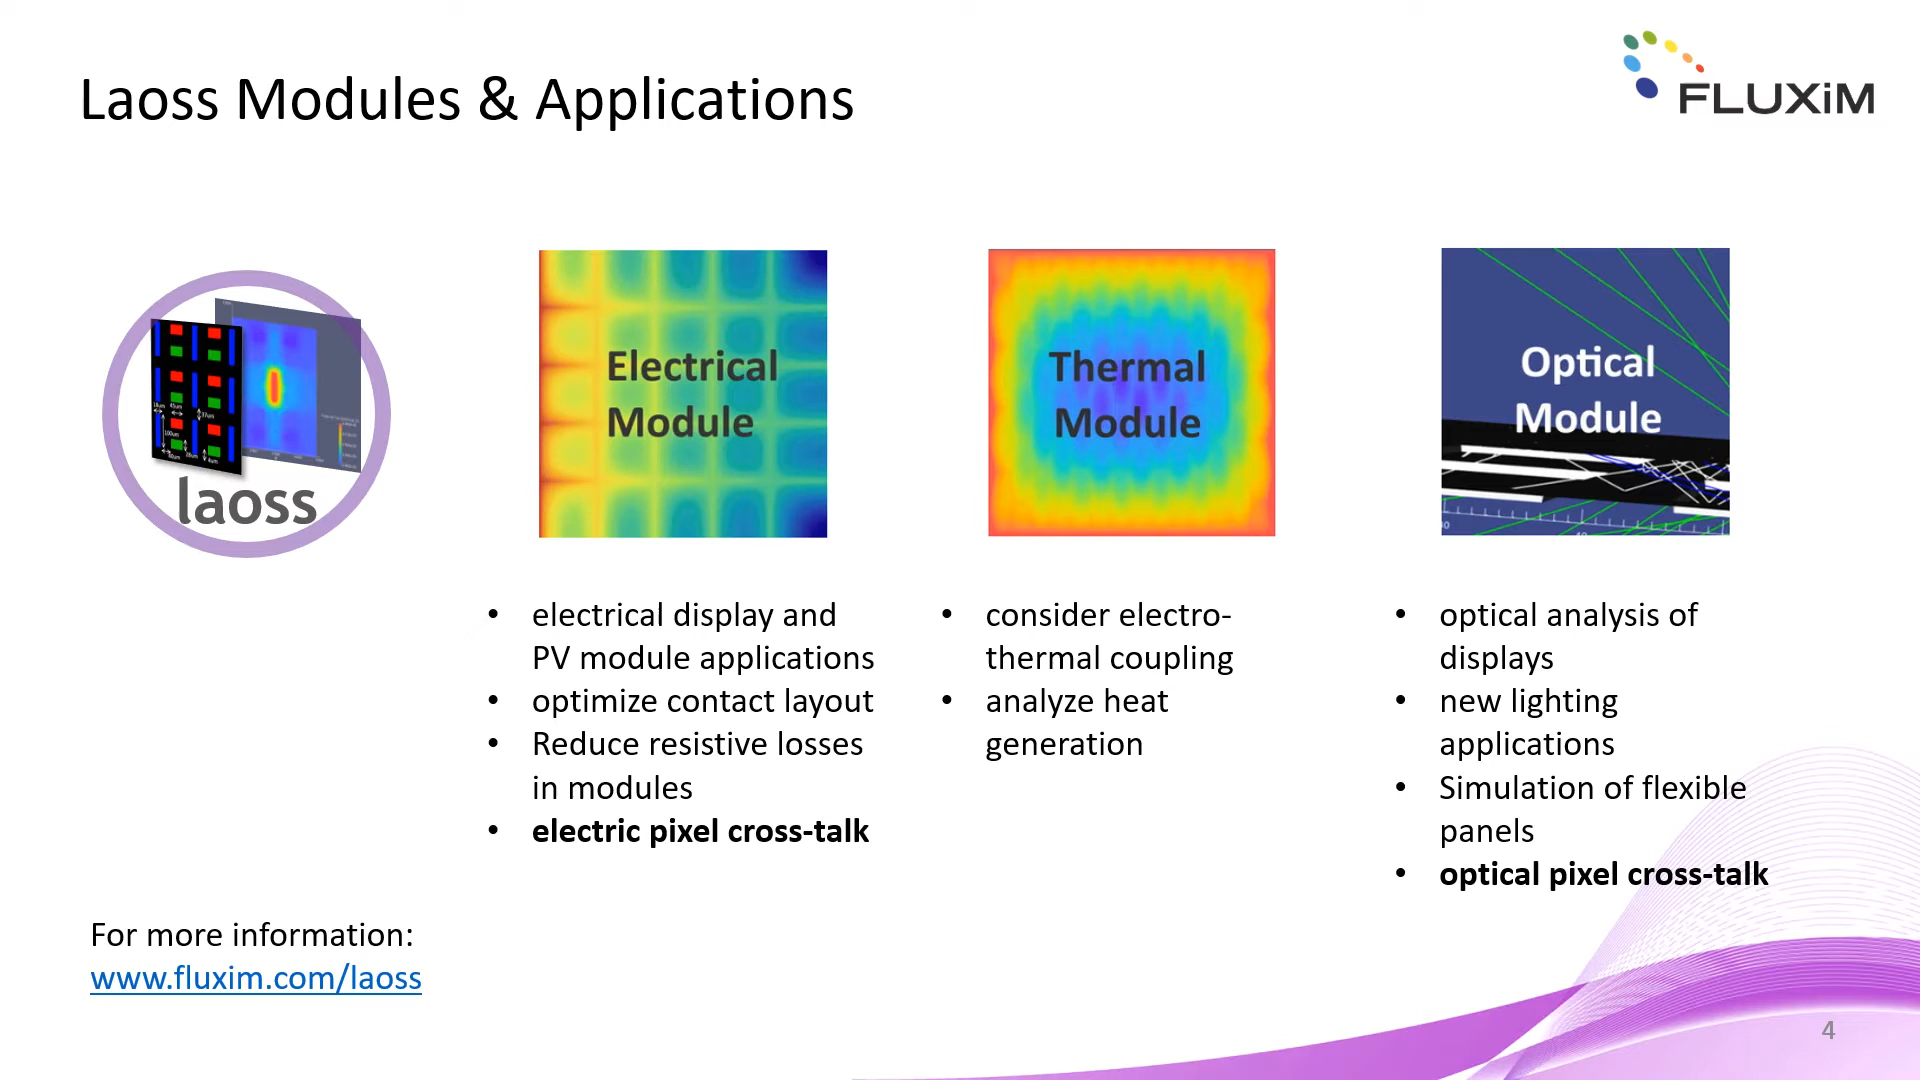 Laoss Modules & Applications
FLUXiM
laoss
Electrical
Module
Thermal
Module
Optical
Module
• electrical display and
PV module applications
• optimize contact layout
• Reduce resistive losses
in modules
• electric pixel cross-talk
• consider electro-
thermal coupling
• analyze heat
generation
• optical analysis of
displays
• new lighting
applications
• Simulation of flexible
panels
• optical pixel cross-talk
For more information:
www.fluxim.com/laoss
4